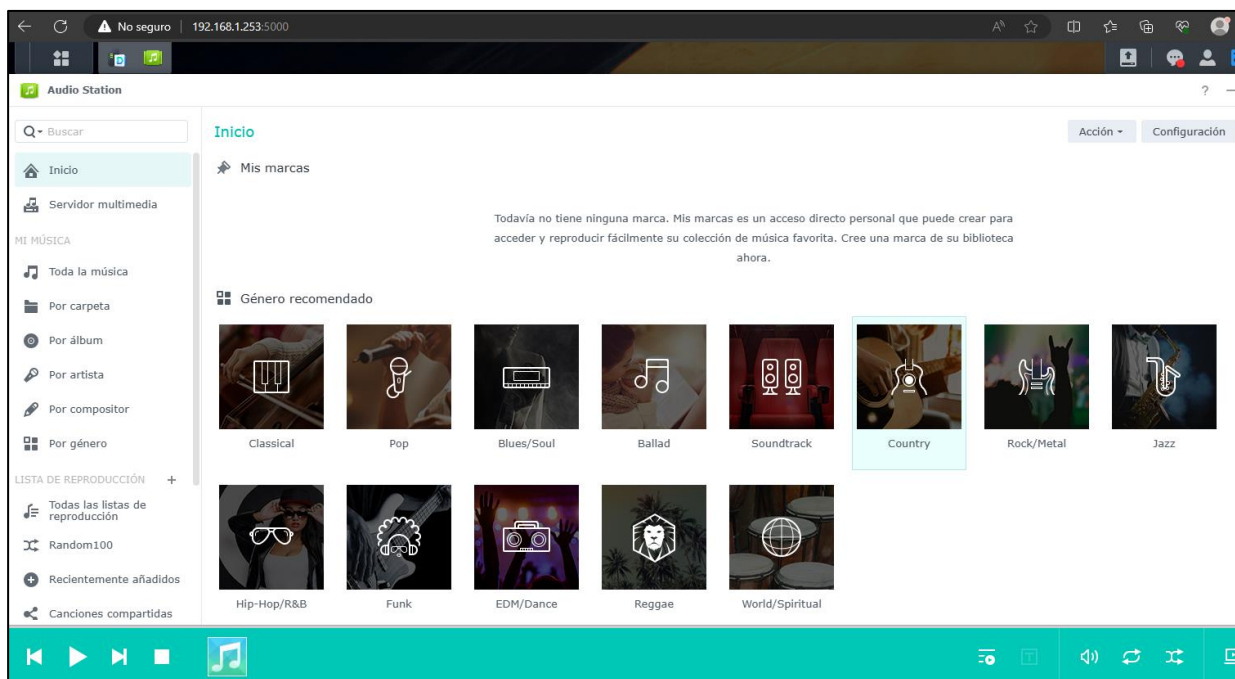 No seguro
192.168.1.253:5000
Audio Station
?
Buscar
Inicio
Servidor multimedia
MI MÚSICA
Toda la música
Por carpeta
Por álbum
Por artista
Por compositor
Por género
LISTA DE REPRODUCCIÓN +
Todas las listas de
reproducción
Random100
Recientemente añadidos
Canciones compartidas
Inicio
Acción
Configuración
Mis marcas
Todavía no tiene ninguna marca. Mis marcas es un acceso directo personal que puede crear para
acceder y reproducir fácilmente su colección de música favorita. Cree una marca de su biblioteca
ahora.
Género recomendado
Classical
Pop
Blues/Soul
Ballad
Soundtrack
Country
Rock/Metal
Jazz
Hip-Hop/R&B
Funk
EDM/Dance
Reggae
World/Spiritual